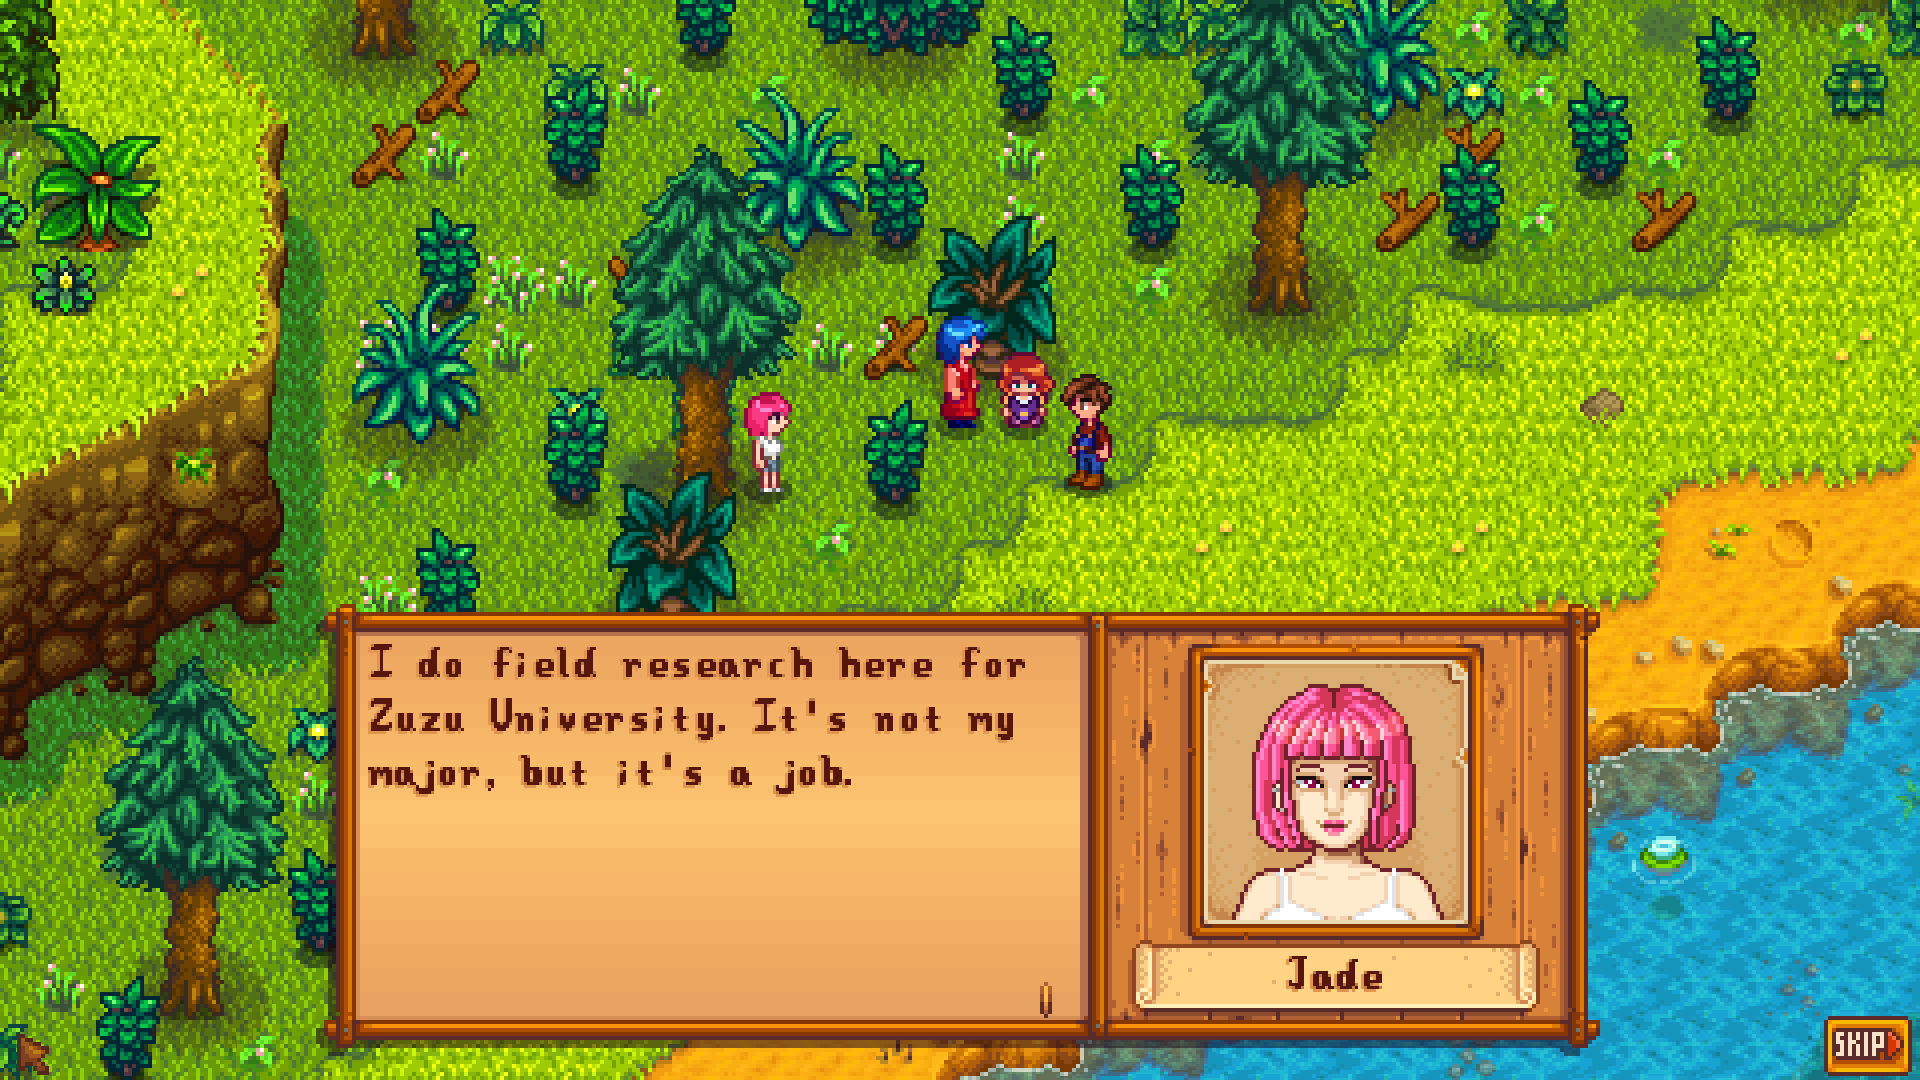 I do field research here for
Zuzu University. It's not my
major, but it's a job.
Jade
SKIP